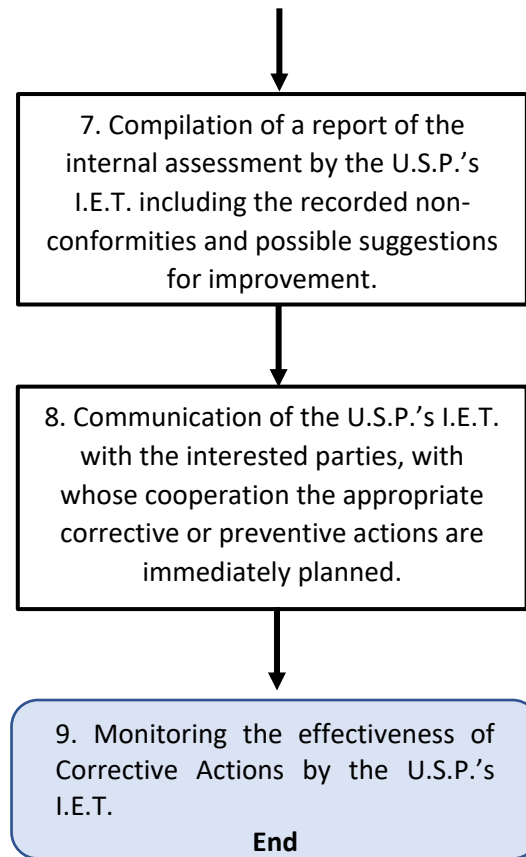 7. Compilation of a report of the
internal assessment by the U.S.P.’s
I.E.T. including the recorded non-
conformities and possible suggestions
for improvement.
8. Communication of the U.S.P.’s I.E.T.
with the interested parties, with
whose cooperation the appropriate
corrective or preventive actions are
immediately planned.
9. Monitoring the effectiveness of
Corrective Actions by the U.S.P.’s
I.E.T.
End